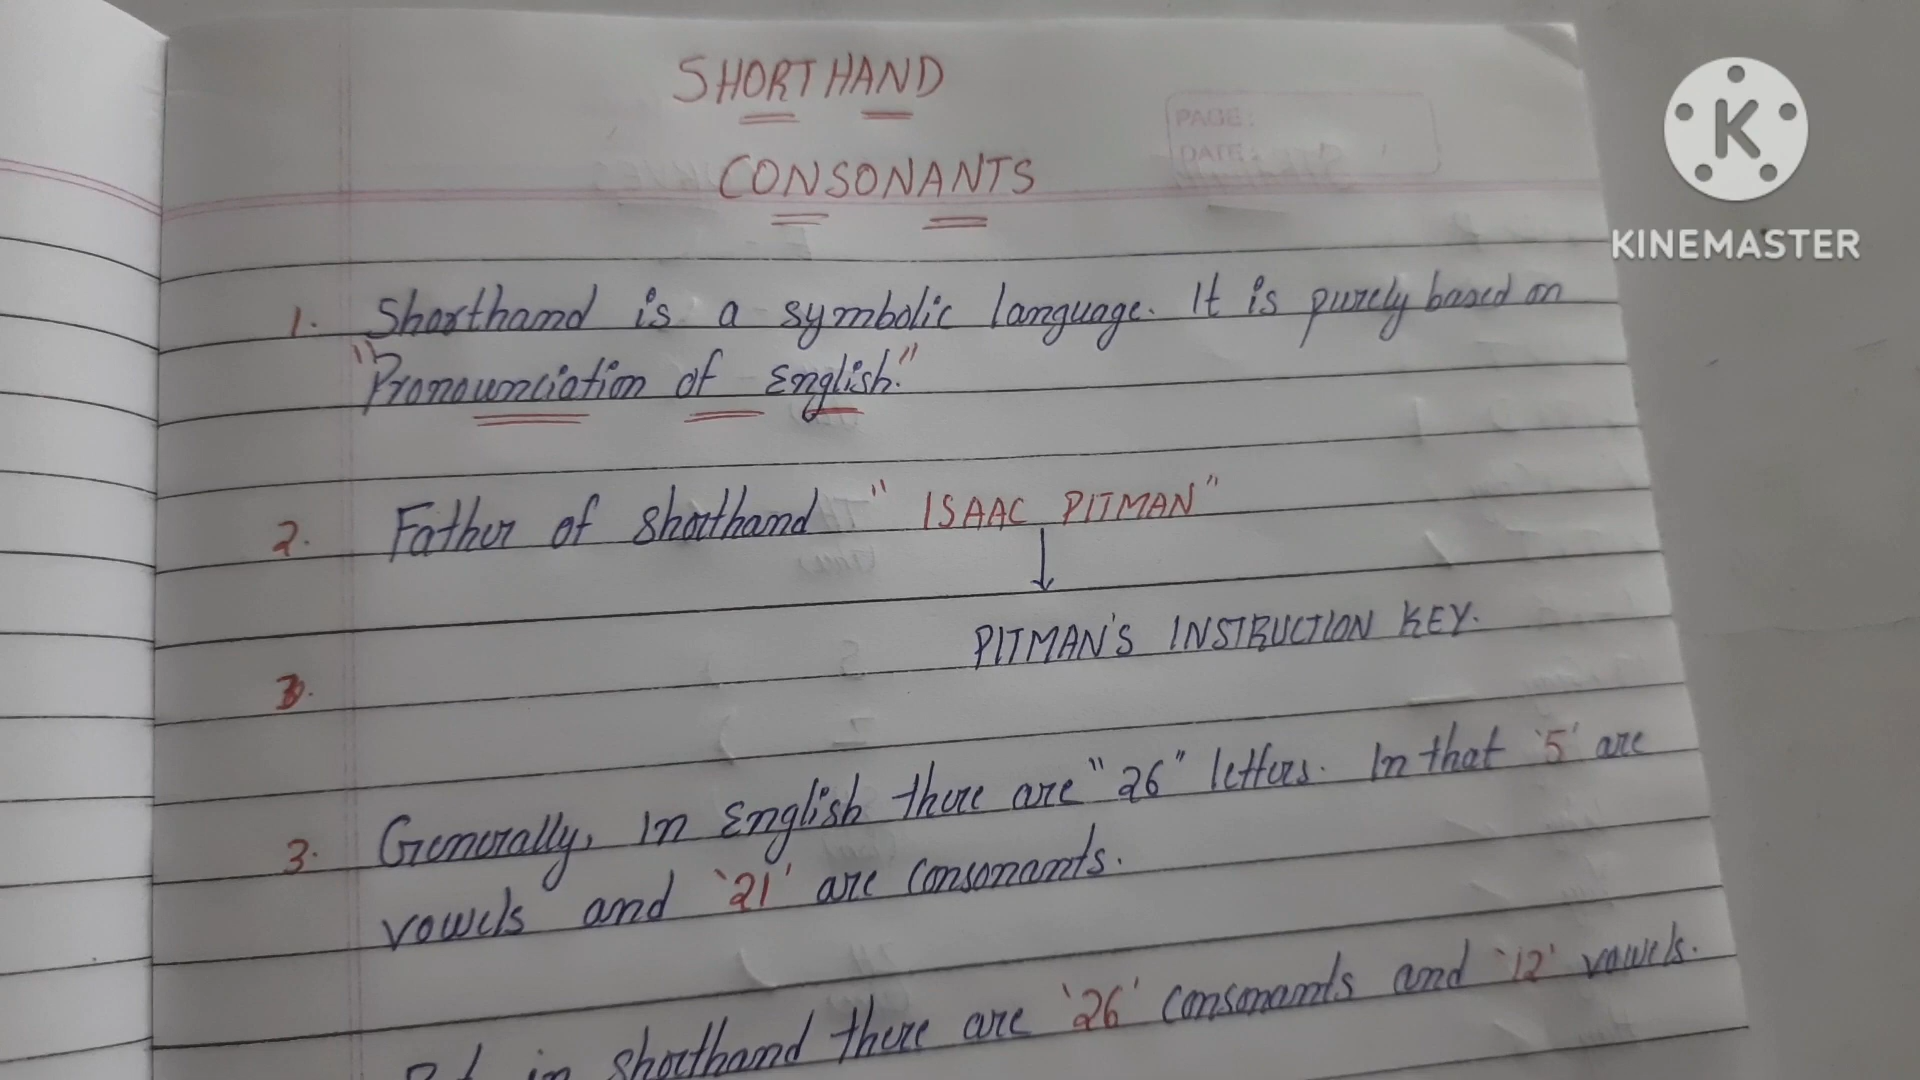 SHORTHAND
PAGE:
DATE:
CONSONANTS
KINEMASTER
1. Shorthand is a symbolic language. It is purely based on
"Pronounciation of English."
2. Father of Shorthand "ISAAC PITMAN"
PITMAN'S INSTRUCTION KEY.
3.
3. Generally, in English there are "26" letters. In that '5' are
vowels and '21' are consonants.
But in shorthand there are '26' consonants and '12' vowels.